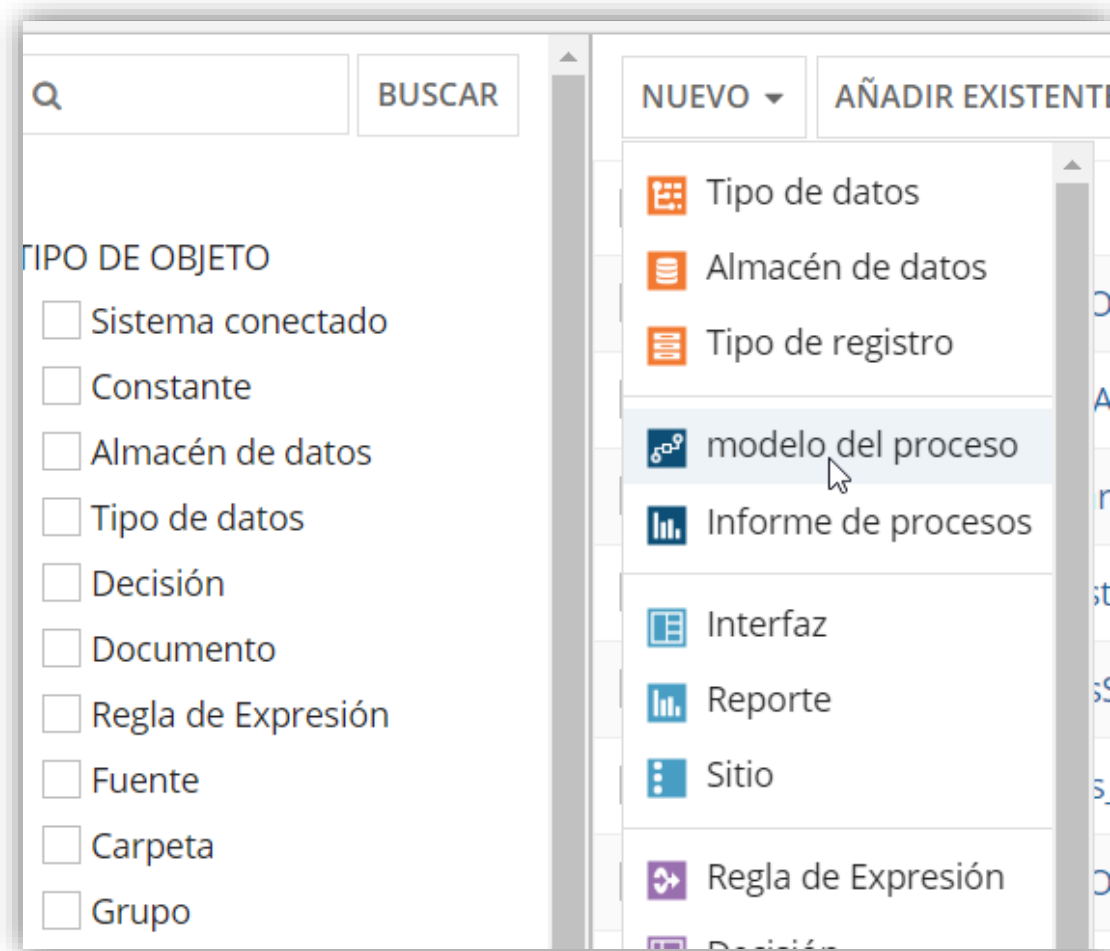 BUSCAR
TIPO DE OBJETO
Sistema conectado
Constante
Almacén de datos
Tipo de datos
Decisión
Documento
Regla de Expresión
Fuente
Carpeta
Grupo
NUEVO
AÑADIR EXISTENTE
Tipo de datos
Almacén de datos
Tipo de registro
modelo del proceso
Informe de procesos
Interfaz
Reporte
Sitio
Regla de Expresión
Decisión